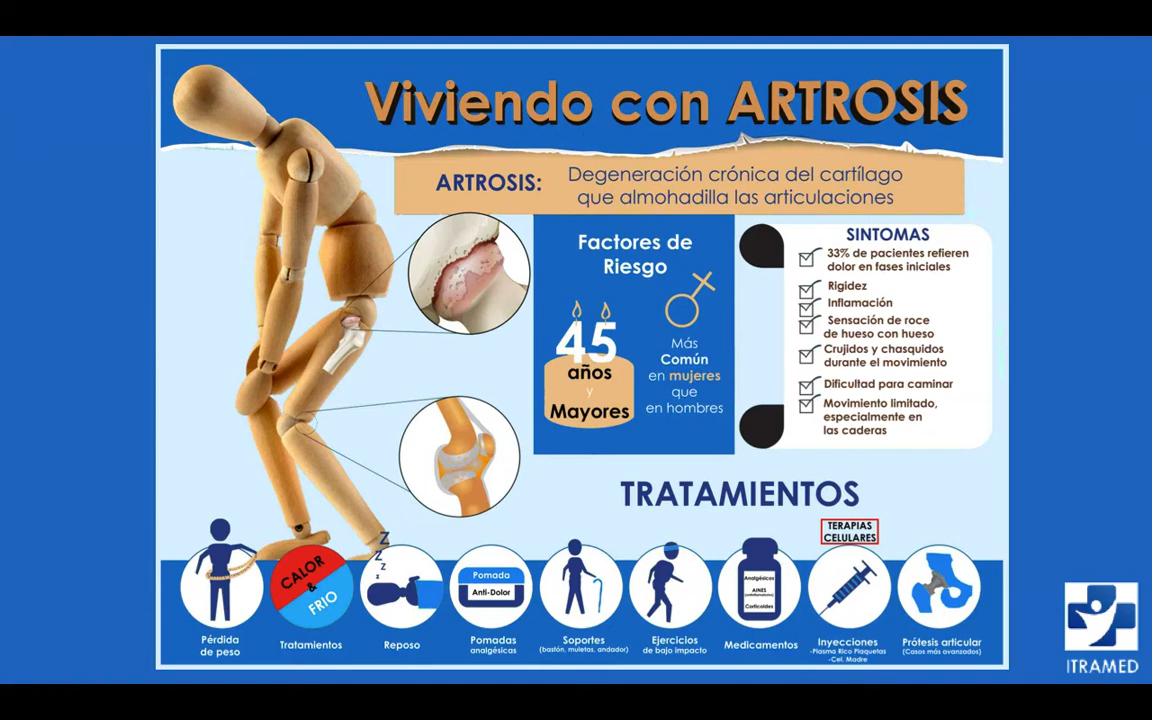 Viviendo con ARTROSIS
ARTROSIS:
Degeneración crónica del cartílago
que almohadilla las articulaciones
Factores de
Riesgo
45
años
y
Mayores
Más
Común
en mujeres
que
en hombres
SINTOMAS
33% de pacientes refieren
dolor en fases iniciales
Rigidez
Inflamación
Sensación de roce
de hueso con hueso
Crujidos y chasquidos
durante el movimiento
Dificultad para caminar
Movimiento limitado,
especialmente en
las caderas
TRATAMIENTOS
Pérdida
de peso
CALOR
&
FRIO
Tratamientos
Z
Z
Z
z
Reposo
Pomada
Anti-Dolor
Pomadas
analgésicas
Soportes
(bastón, muletas, andador)
Ejercicios
de bajo impacto
Analgésicos
AINES
(antiinflamatorios)
Corticoides
Medicamentos
TERAPIAS
CELULARES
Inyecciones
-Plasma Rico Plaquetas
-Cel. Madre
Prótesis articular
(Casos más avanzados)
ITRAMED